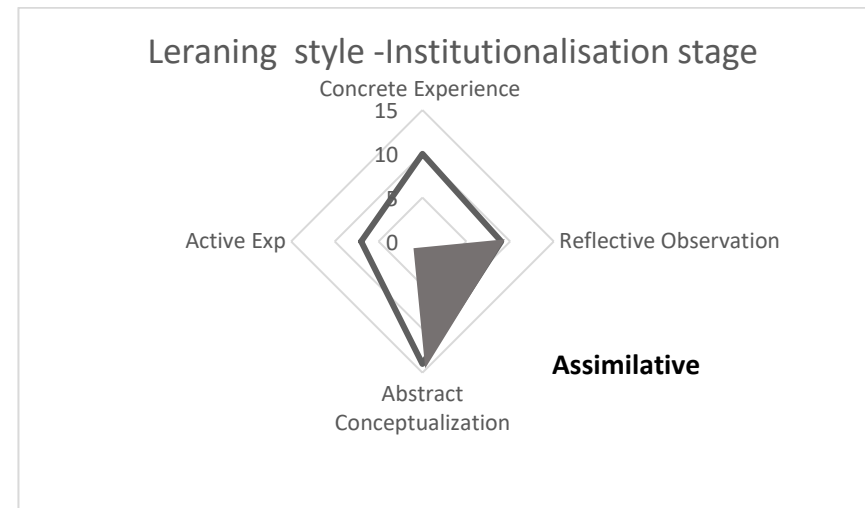 Leraning  style -Institutionalisation stage
Concrete Experience
15
10
5
0
Active Exp
Reflective Observation
Assimilative
Abstract
Conceptualization